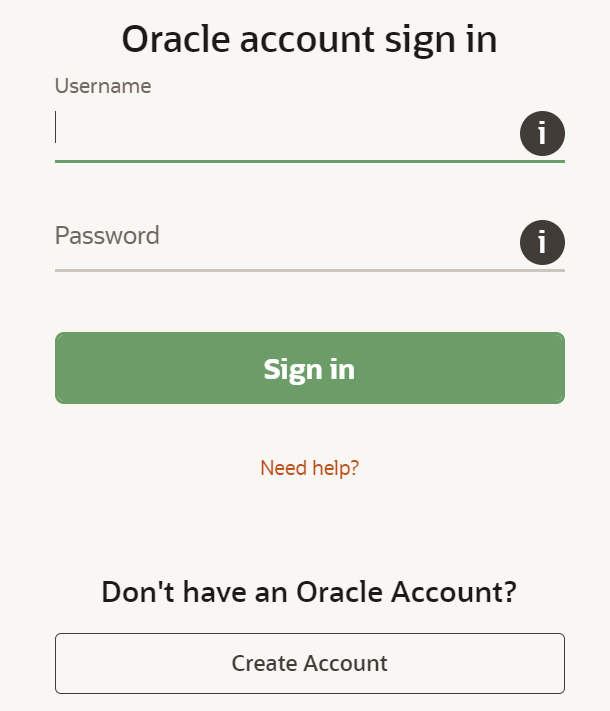 Oracle account sign in
Username
i
Password
i
Sign in
Need help?
Don't have an Oracle Account?
Create Account